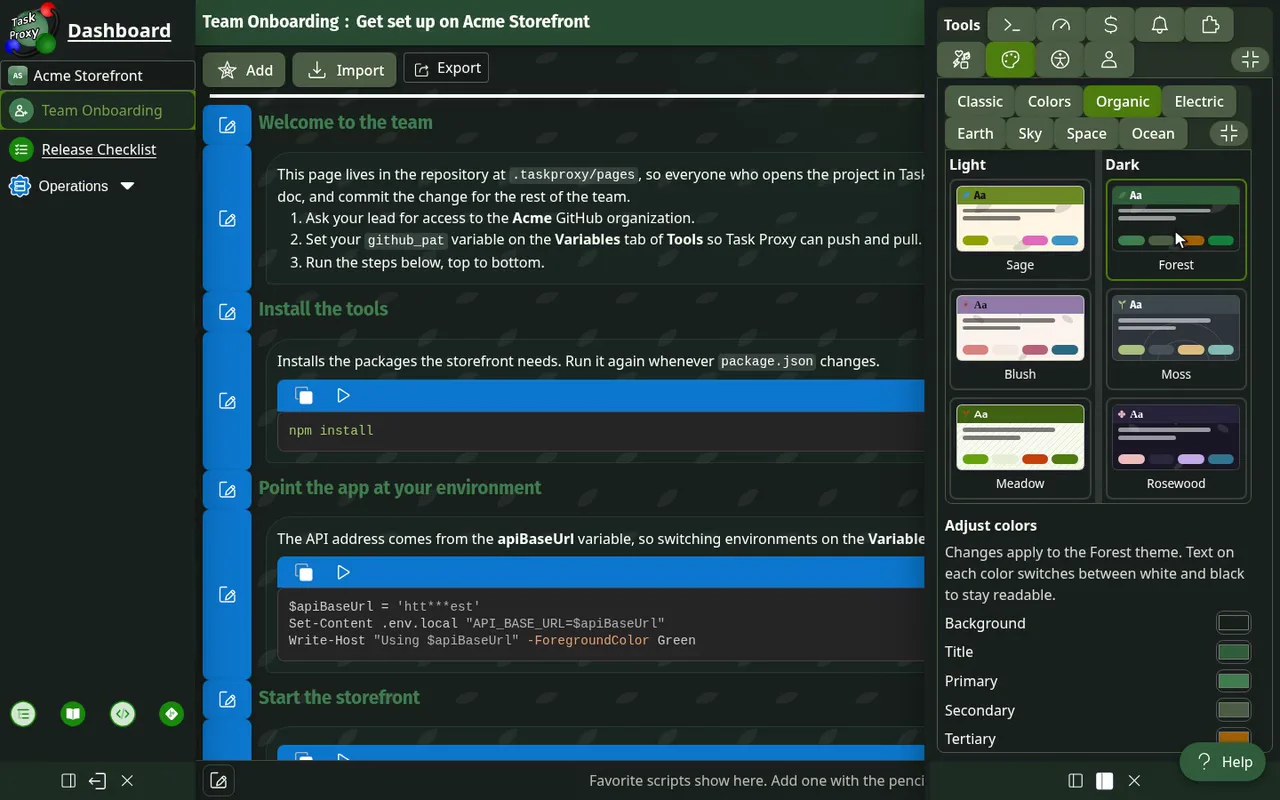 Task Proxy
Dashboard
AS Acme Storefront
Team Onboarding
Release Checklist
Operations
Team Onboarding : Get set up on Acme Storefront
Add
Import
Export
Welcome to the team
This page lives in the repository at .taskproxy/pages, so everyone who opens the project in Task
doc, and commit the change for the rest of the team.
1. Ask your lead for access to the Acme GitHub organization.
2. Set your github_pat variable on the Variables tab of Tools so Task Proxy can push and pull.
3. Run the steps below, top to bottom.
Install the tools
Installs the packages the storefront needs. Run it again whenever package.json changes.
npm install
Point the app at your environment
The API address comes from the apiBaseUrl variable, so switching environments on the Variable
$apiBaseUrl = 'htt***est'
Set-Content .env.local "API_BASE_URL=$apiBaseUrl"
Write-Host "Using $apiBaseUrl" -ForegroundColor Green
Start the storefront
Favorite scripts show here. Add one with the penci
Tools
Classic
Colors
Organic
Electric
Earth
Sky
Space
Ocean
Light
Dark
Aa
Sage
Aa
Forest
Aa
Blush
Aa
Moss
Aa
Meadow
Aa
Rosewood
Adjust colors
Changes apply to the Forest theme. Text on
each color switches between white and black
to stay readable.
Background
Title
Primary
Secondary
Tertiary
? Help